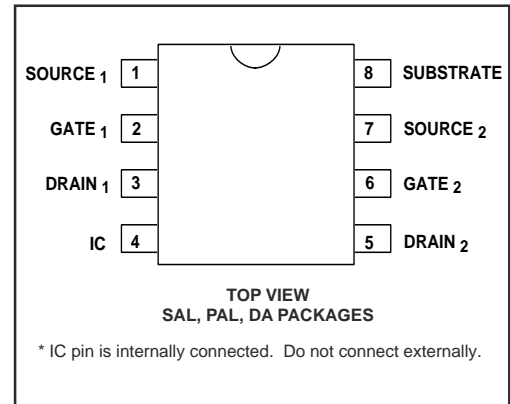 SOURCE 1 1 8 SUBSTRATE
GATE 1 2 7 SOURCE 2
DRAIN 1 3 6 GATE 2
IC 4 5 DRAIN 2
TOP VIEW
SAL, PAL, DA PACKAGES
* IC pin is internally connected. Do not connect externally.